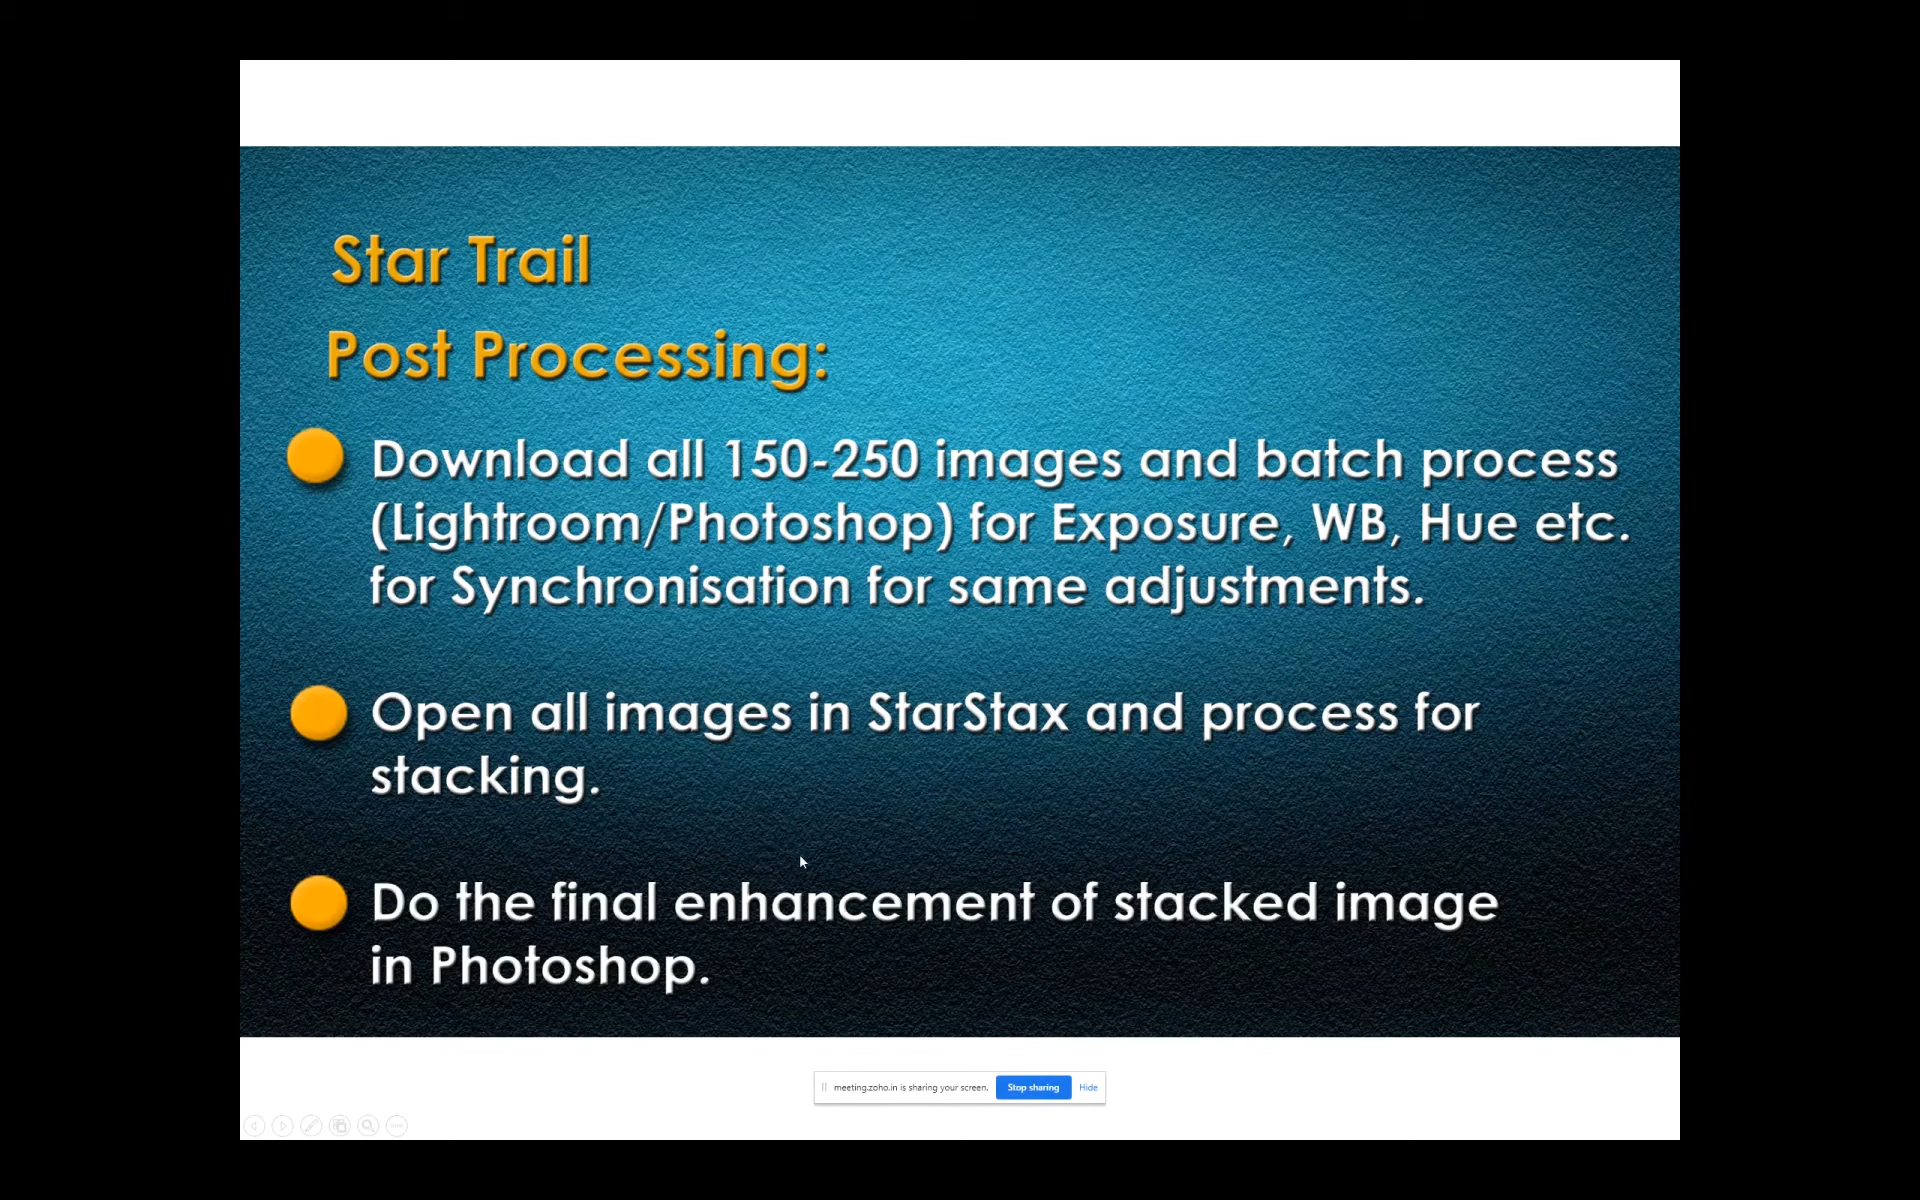 Star Trail
Post Processing:
Download all 150-250 images and batch process
(Lightroom/Photoshop) for Exposure, WB, Hue etc.
for Synchronisation for same adjustments.
Open all images in StarStax and process for
stacking.
Do the final enhancement of stacked image
in Photoshop.
meeting.zoho.in is sharing your screen. Stop sharing Hide